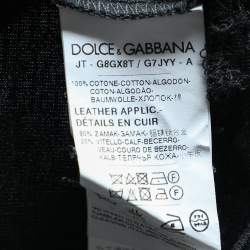 DOLCE & GABBANA
JT - G8GX8T / G7JYY - A
100% COTONE-COTTON-ALGODON-
COTON-ALGODÃO-
BAUMWOLLE-ХЛОПОК-棉
LEATHER APPLIC.-
DÉTAILS EN CUIR
80% ZAMAK-ZAMAK-
20% VITELLO-CALF-BECERRO-
VEAU-COURO DE BEZERRO-
KALB-ТЕЛЯЧЬЯ КОЖА-